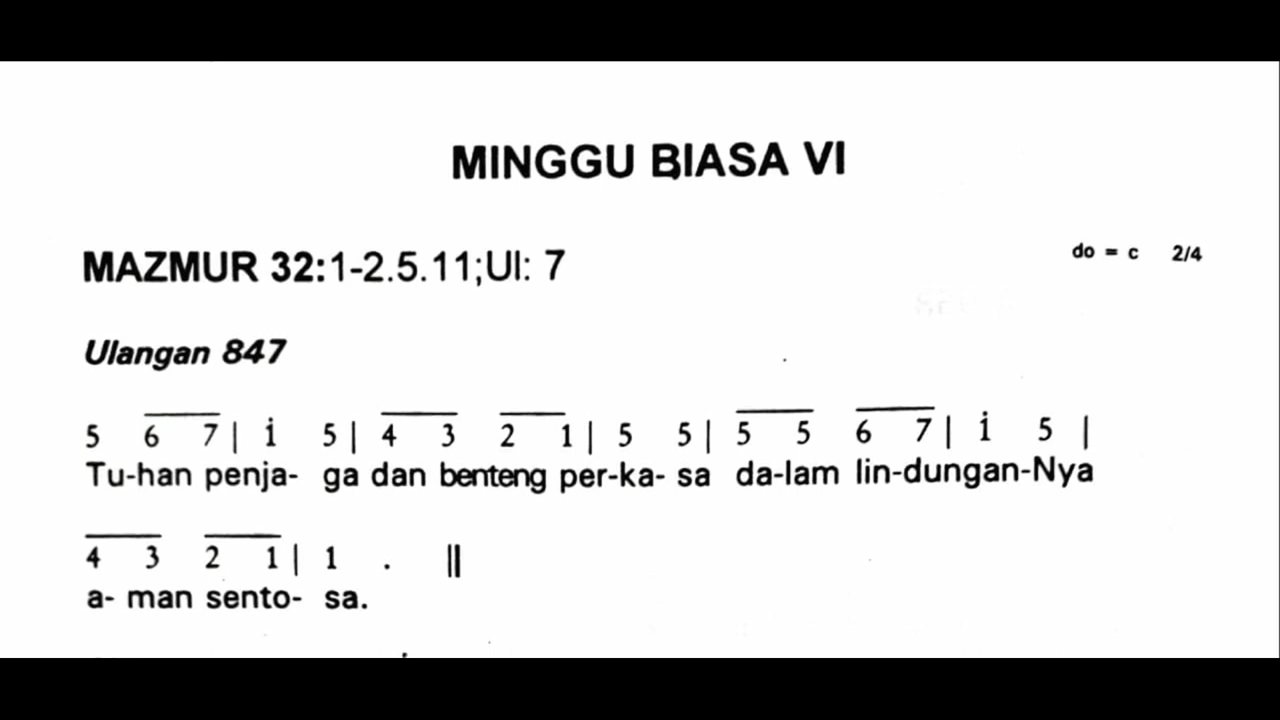 MINGGU BIASA VI
MAZMUR 32:1-2.5.11;Ul: 7
do = c 2/4
Ulangan 847
5 6 7 | i 5 | 4 3 2 1 | 5 5 | 5 5 6 7 | i 5 |
Tu-han penja- ga dan benteng per-ka- sa da-lam lin-dungan-Nya
4 3 2 1 | 1 . ||
a- man sento- sa.